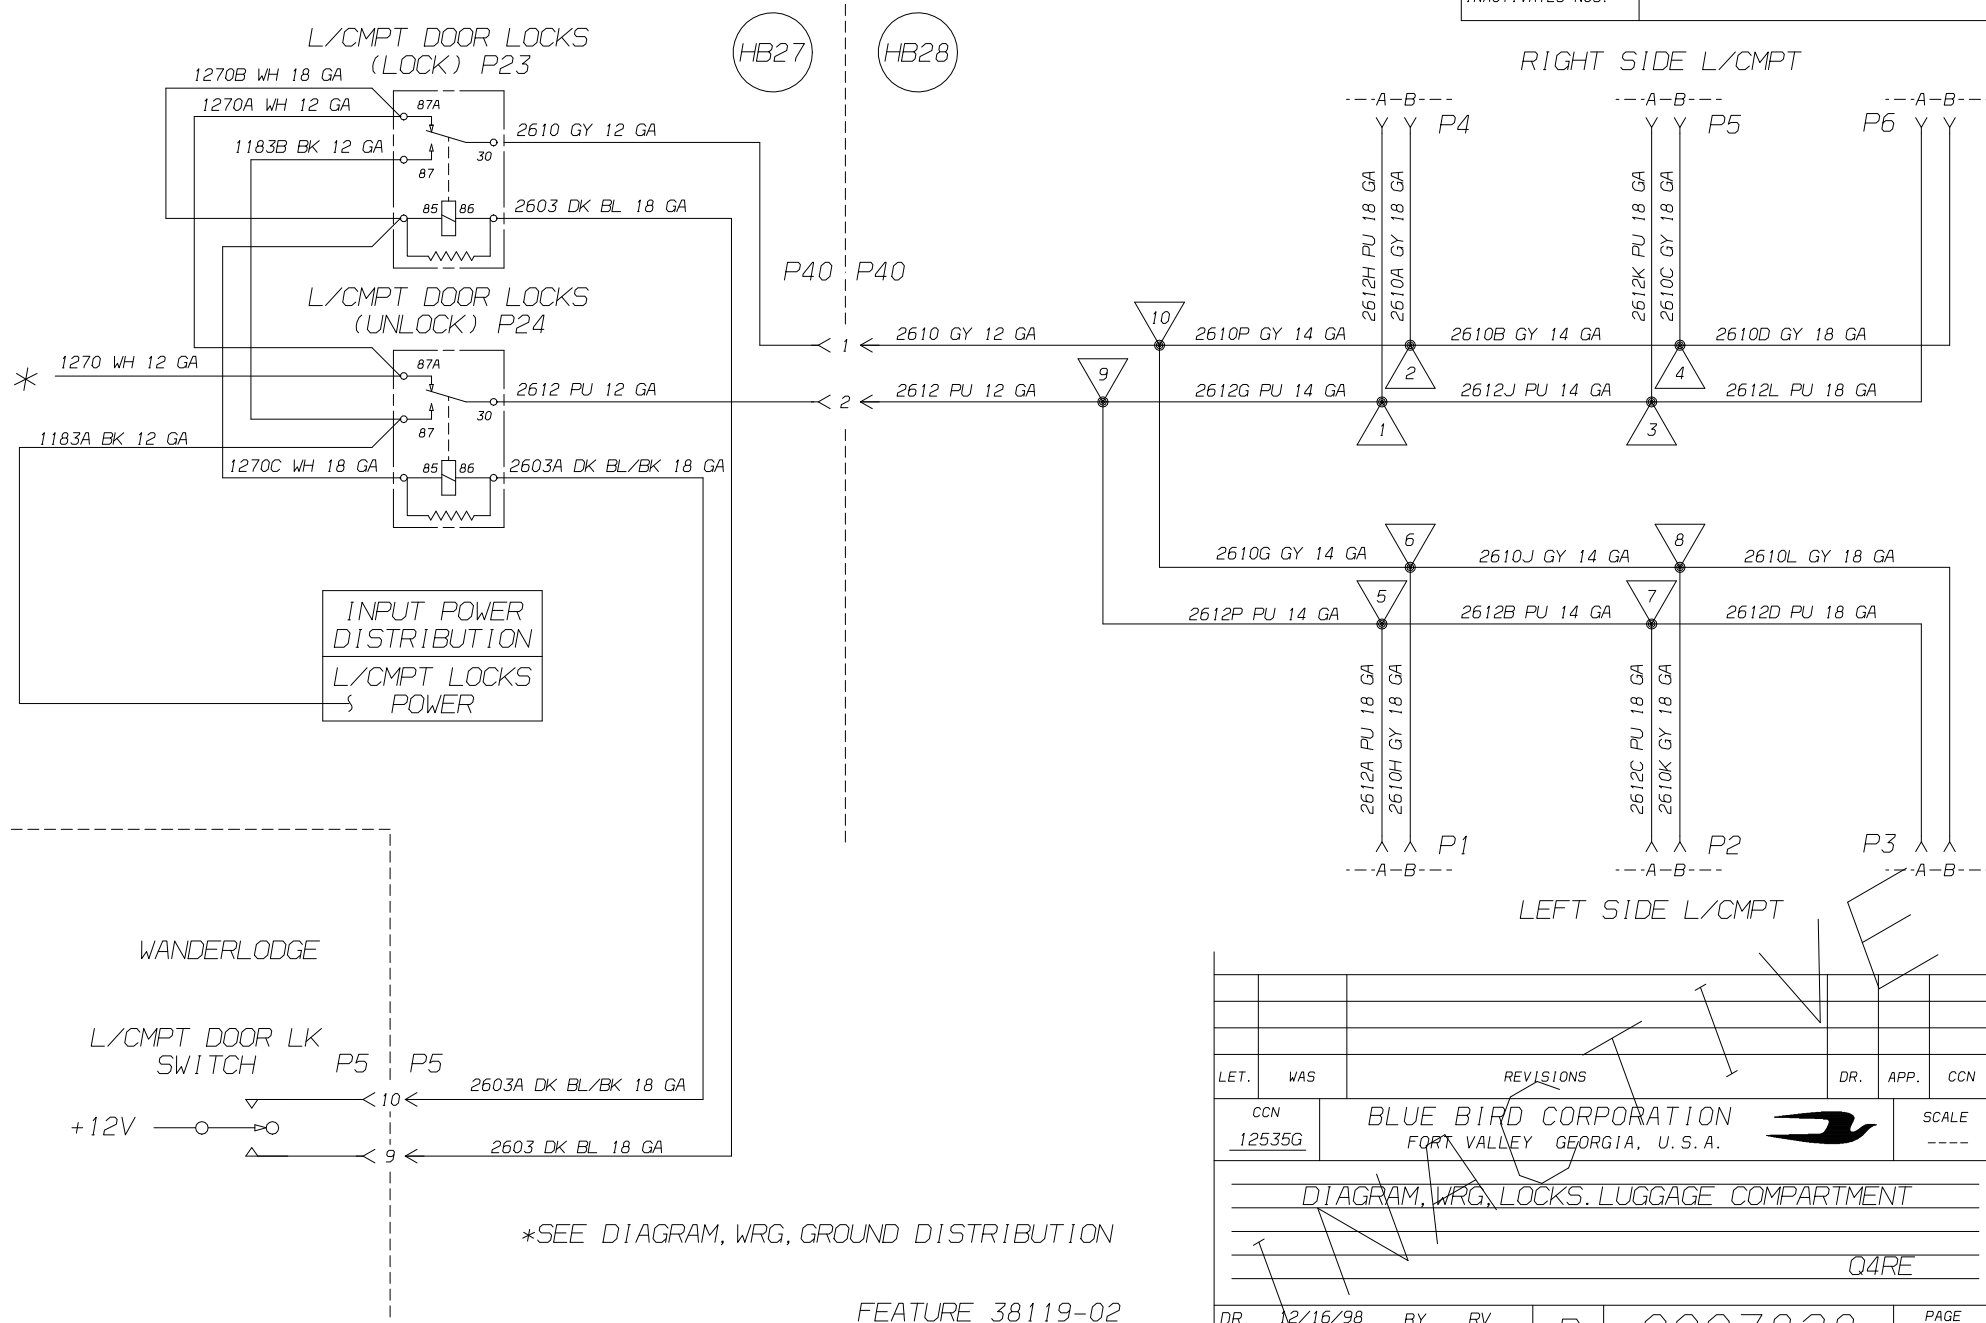 L/CMPT DOOR LOCKS
(LOCK) P23
1270B WH 18 GA
1270A WH 12 GA
1183B BK 12 GA
87A
87
30
85 86
2610 GY 12 GA
2603 DK BL 18 GA
HB27
HB28
P40 P40
L/CMPT DOOR LOCKS
(UNLOCK) P24
* 1270 WH 12 GA
87A
87
30
85 86
2612 PU 12 GA
1183A BK 12 GA
1270C WH 18 GA
2603A DK BL/BK 18 GA
1
2
INPUT POWER
DISTRIBUTION
L/CMPT LOCKS
POWER
RIGHT SIDE L/CMPT
A-B
P4
A-B
P5
P6
A-B
2612H PU 18 GA
2610A GY 18 GA
2612K PU 18 GA
2610C GY 18 GA
2610 GY 12 GA
10
2610P GY 14 GA
2610B GY 14 GA
2610D GY 18 GA
2
4
2612 PU 12 GA
9
2612G PU 14 GA
2612J PU 14 GA
2612L PU 18 GA
1
3
2610G GY 14 GA
6
2610J GY 14 GA
8
2610L GY 18 GA
2612P PU 14 GA
5
2612B PU 14 GA
7
2612D PU 18 GA
2612A PU 18 GA
2610H GY 18 GA
2612C PU 18 GA
2610K GY 18 GA
P1
P2
P3
A-B
A-B
A-B
LEFT SIDE L/CMPT
WANDERLODGE
L/CMPT DOOR LK
SWITCH
P5 P5
+12V
10
2603A DK BL/BK 18 GA
9
2603 DK BL 18 GA
*SEE DIAGRAM, WRG, GROUND DISTRIBUTION
FEATURE 38119-02
INACTIVE
LET. WAS REVISIONS DR. APP. CCN
CCN
12535G
BLUE BIRD CORPORATION
FORT VALLEY GEORGIA, U.S.A.
SCALE
----
DIAGRAM, WRG, LOCKS. LUGGAGE COMPARTMENT
Q4RE
DR. 12/16/98 BY RV
PAGE